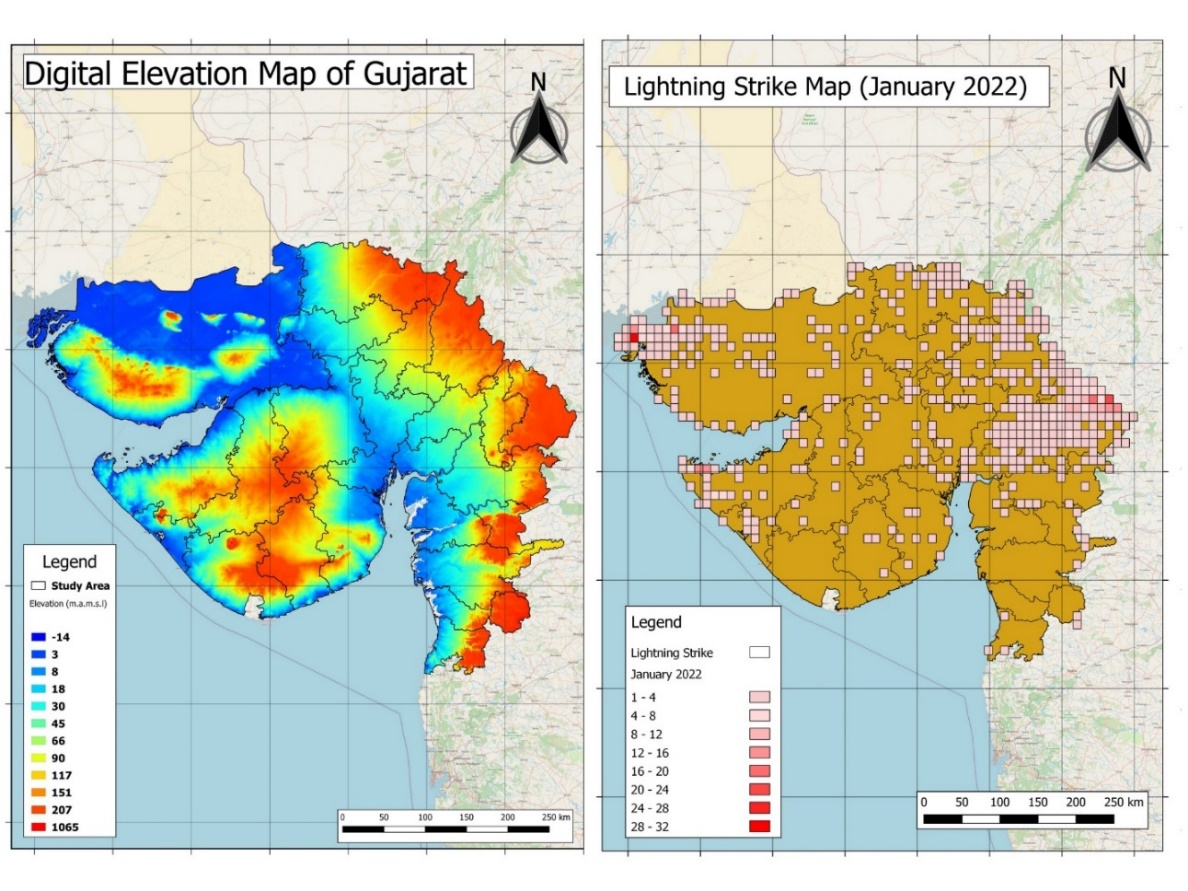 Digital Elevation Map of Gujarat
N
Legend
Study Area
Elevation (m.a.m.s.l)
-14
3
8
18
30
45
66
90
117
151
207
1065
0 50 100 150 200 250 km
Lightning Strike Map (January 2022)
N
Legend
Lightning Strike
January 2022
1 - 4
4 - 8
8 - 12
12 - 16
16 - 20
20 - 24
24 - 28
28 - 32
0 50 100 150 200 250 km